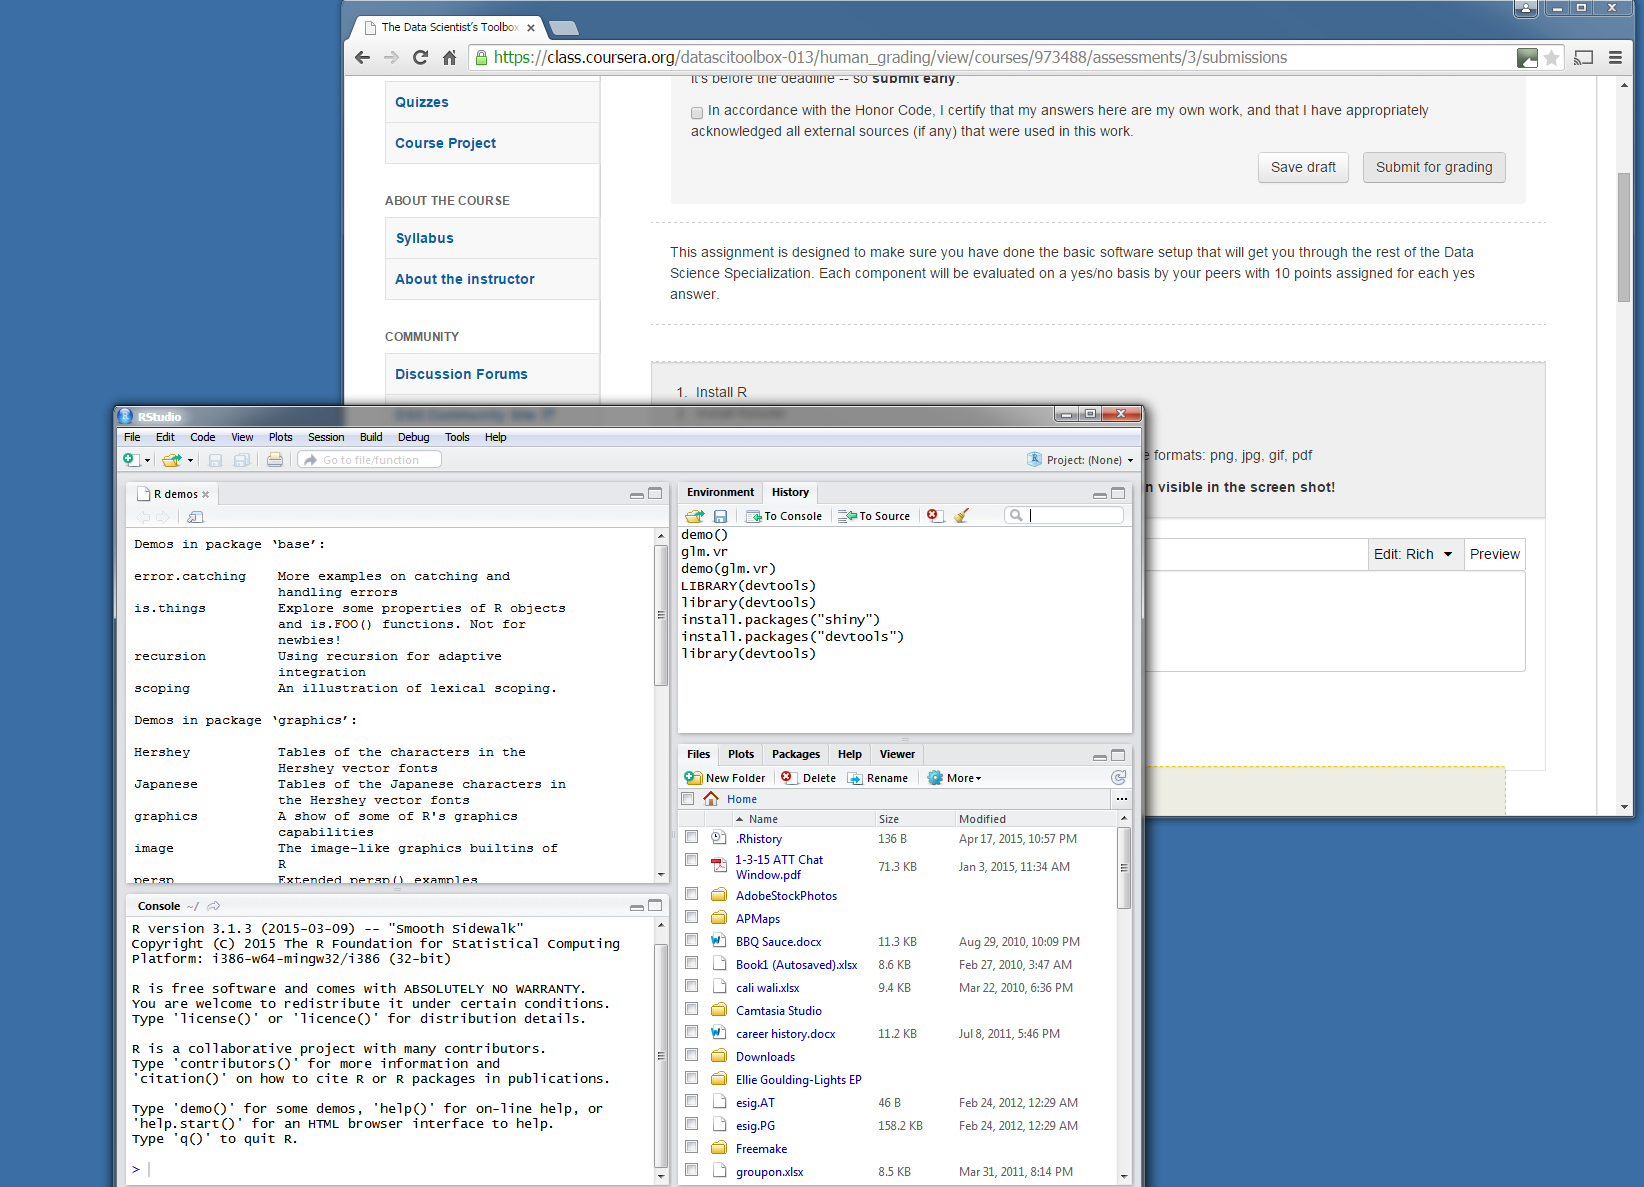 The Data Scientist's Toolbox
https://class.coursera.org/datascitoolbox-013/human_grading/view/courses/973488/assessments/3/submissions
Quizzes
Course Project
ABOUT THE COURSE
Syllabus
About the instructor
COMMUNITY
Discussion Forums
it's before the deadline -- so submit early.
In accordance with the Honor Code, I certify that my answers here are my own work, and that I have appropriately
acknowledged all external sources (if any) that were used in this work.
Save draft
Submit for grading
This assignment is designed to make sure you have done the basic software setup that will get you through the rest of the Data
Science Specialization. Each component will be evaluated on a yes/no basis by your peers with 10 points assigned for each yes
answer.
1. Install R
formats: png, jpg, gif, pdf
visible in the screen shot!
Edit: Rich
Preview
RStudio
File Edit Code View Plots Session Build Debug Tools Help
Go to file/function
Project: (None)
R demos
Demos in package ‘base’:
error.catching More examples on catching and
handling errors
is.things Explore some properties of R objects
and is.FOO() functions. Not for
newbies!
recursion Using recursion for adaptive
integration
scoping An illustration of lexical scoping.
Demos in package ‘graphics’:
Hershey Tables of the characters in the
Hershey vector fonts
Japanese Tables of the Japanese characters in
the Hershey vector fonts
graphics A show of some of R's graphics
capabilities
image The image-like graphics builtins of
R
persp Extended persp() examples
Console ~/
R version 3.1.3 (2015-03-09) -- "Smooth Sidewalk"
Copyright (C) 2015 The R Foundation for Statistical Computing
Platform: i386-w64-mingw32/i386 (32-bit)
R is free software and comes with ABSOLUTELY NO WARRANTY.
You are welcome to redistribute it under certain conditions.
Type 'license()' or 'licence()' for distribution details.
R is a collaborative project with many contributors.
Type 'contributors()' for more information and
'citation()' on how to cite R or R packages in publications.
Type 'demo()' for some demos, 'help()' for on-line help, or
'help.start()' for an HTML browser interface to help.
Type 'q()' to quit R.
>
Environment History
To Console To Source
demo()
glm.vr
demo(glm.vr)
LIBRARY(devtools)
library(devtools)
install.packages("shiny")
install.packages("devtools")
library(devtools)
Files Plots Packages Help Viewer
New Folder Delete Rename More
Home ...
Name Size Modified
.Rhistory 136 B Apr 17, 2015, 10:57 PM
1-3-15 ATT Chat
Window.pdf 71.3 KB Jan 3, 2015, 11:34 AM
AdobeStockPhotos
APMaps
BBQ Sauce.docx 11.3 KB Aug 29, 2010, 10:09 PM
Book1 (Autosaved).xlsx 8.6 KB Feb 27, 2010, 3:47 AM
cali wali.xlsx 9.4 KB Mar 22, 2010, 6:36 PM
Camtasia Studio
career history.docx 11.2 KB Jul 8, 2011, 5:46 PM
Downloads
Ellie Goulding-Lights EP
esig.AT 46 B Feb 24, 2012, 12:29 AM
esig.PG 158.2 KB Feb 24, 2012, 12:29 AM
Freemake
groupon.xlsx 8.5 KB Mar 31, 2011, 8:14 PM